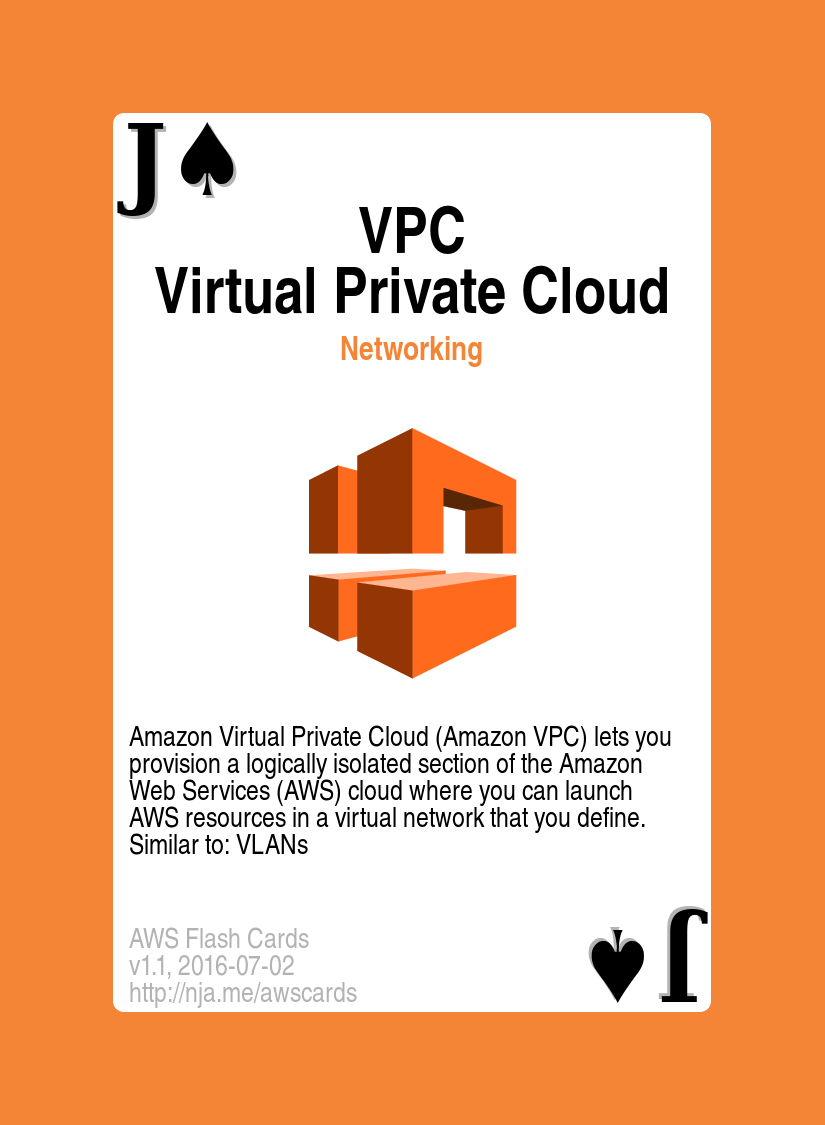 J♠
VPC
Virtual Private Cloud
Networking
Amazon Virtual Private Cloud (Amazon VPC) lets you
provision a logically isolated section of the Amazon
Web Services (AWS) cloud where you can launch
AWS resources in a virtual network that you define.
Similar to: VLANs
AWS Flash Cards
v1.1, 2016-07-02
http://nja.me/awscards
J♠